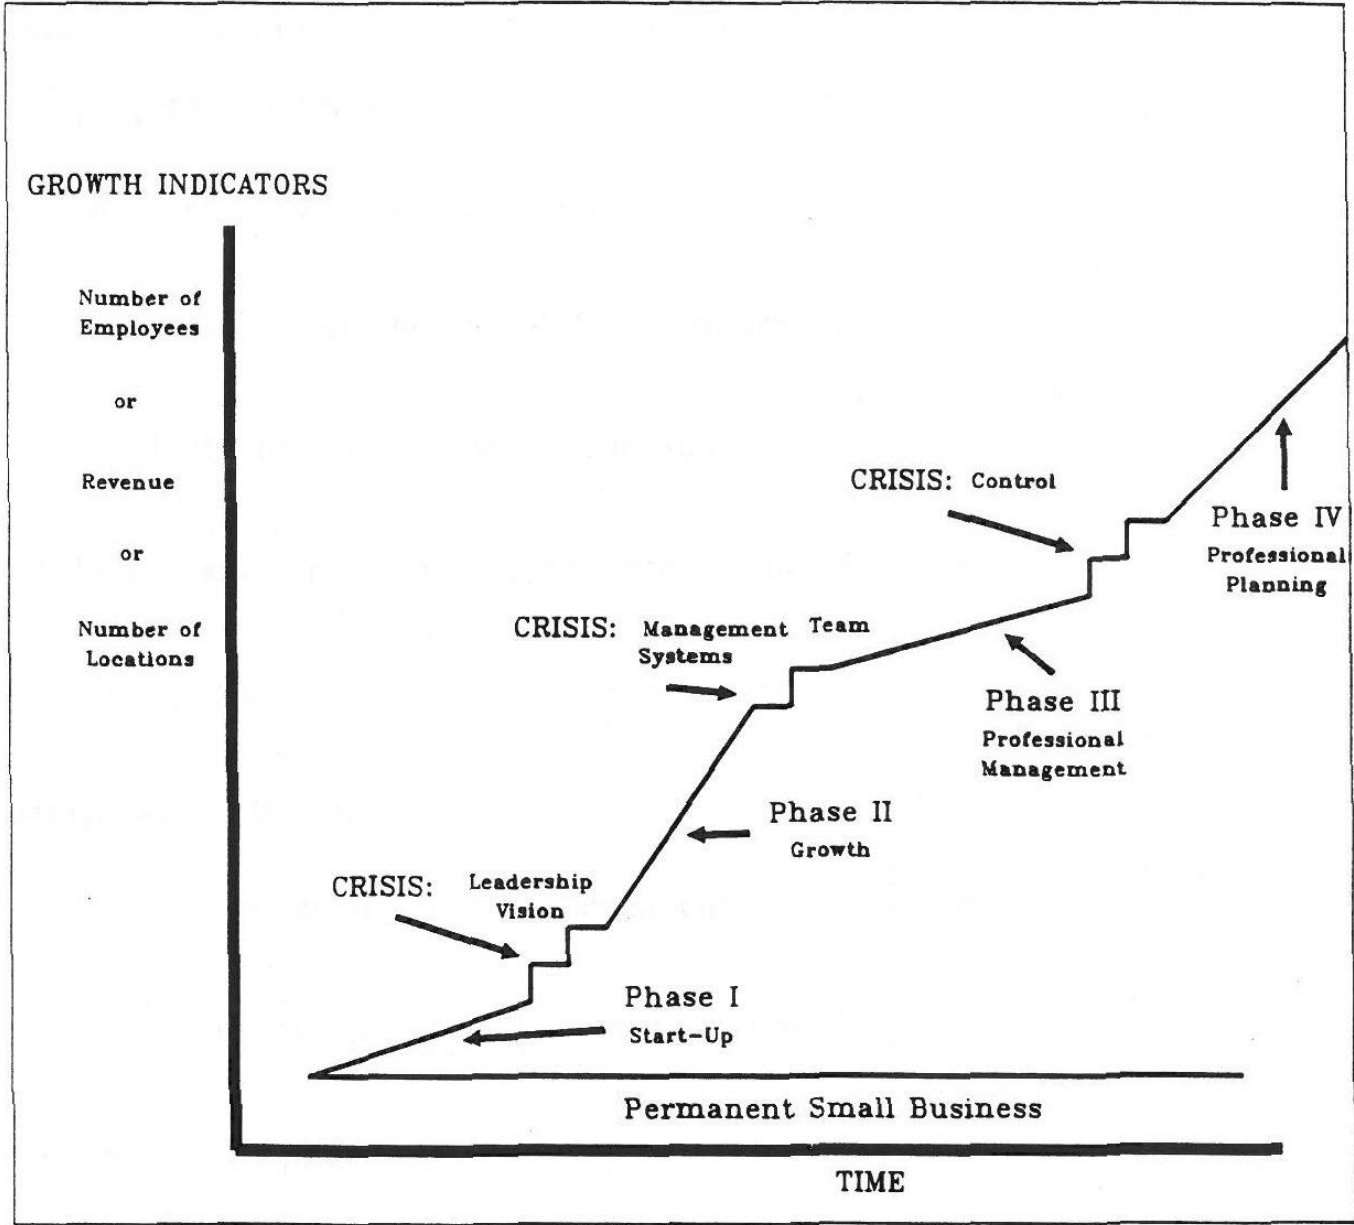 GROWTH INDICATORS
Number of
Employees
or
Revenue
or
Number of
Locations
CRISIS: Control
Phase IV
Professional
Planning
CRISIS: Management Team
Systems
Phase III
Professional
Management
Phase II
Growth
CRISIS: Leadership
Vision
Phase I
Start-Up
Permanent Small Business
TIME